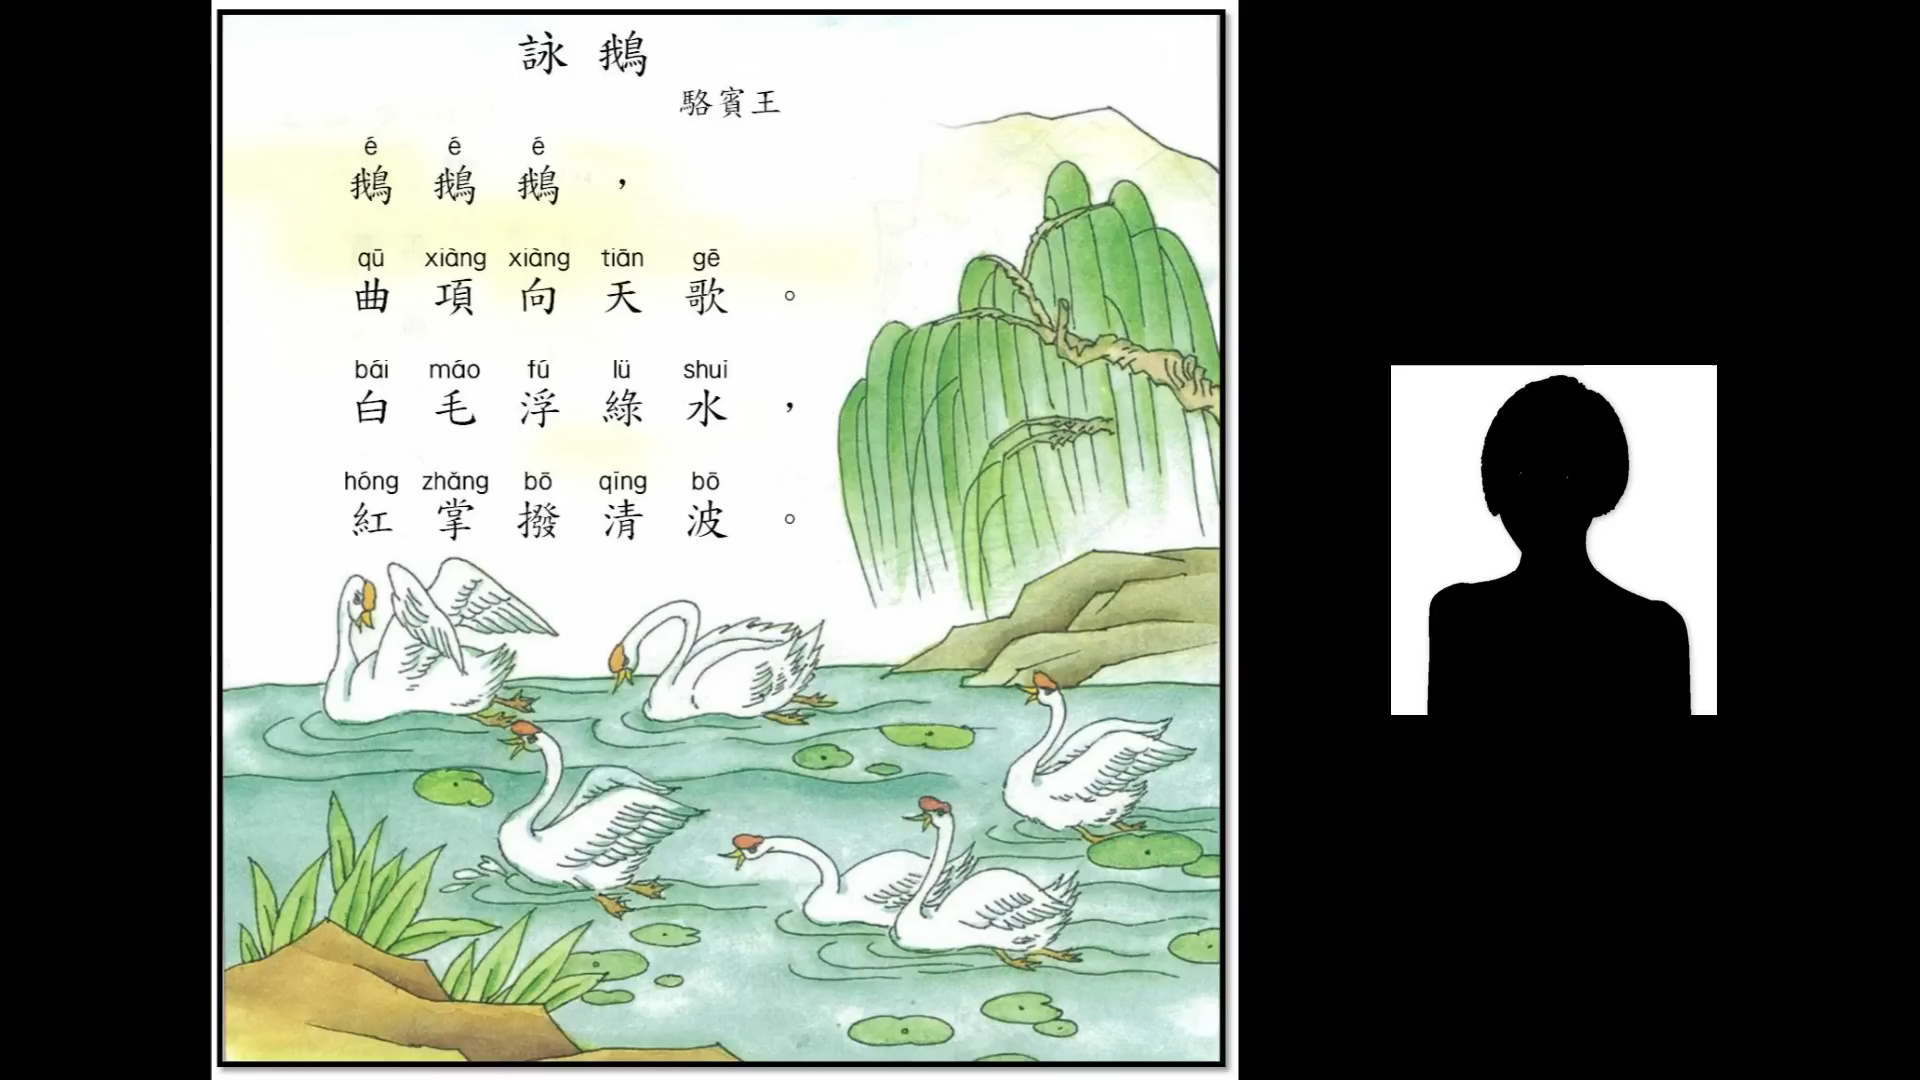 詠 鵝
駱賓王
é é é
鵝 鵝 鵝 ，
qū xiàng xiàng tiān gē
曲 項 向 天 歌 。
bái máo fú lü shui
白 毛 浮 綠 水 ，
hóng zhǎng bō qīng bō
紅 掌 撥 清 波 。